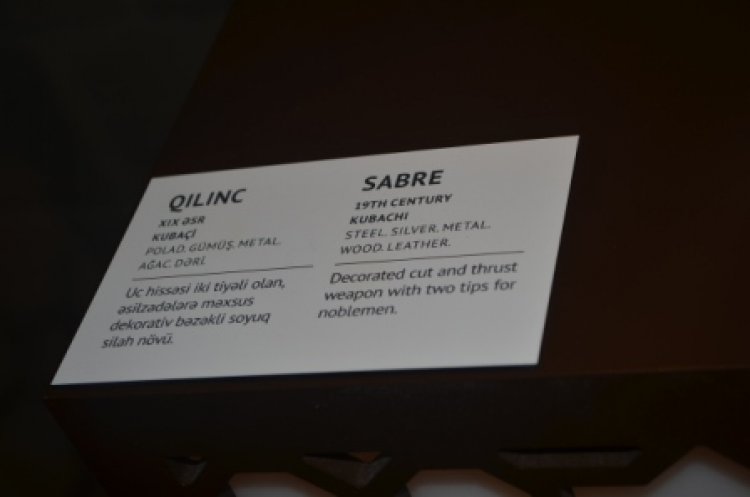 QILINC
XIX ƏSR
KUBAÇİ
POLAD. GÜMÜŞ. METAL.
AĞAC. DƏRİ.
Uc hissəsi iki tiyəli olan,
əsilzadələrə məxsus
dekorativ bəzəkli soyuq
silah növü.
SABRE
19TH CENTURY
KUBACHI
STEEL. SILVER. METAL.
WOOD. LEATHER.
Decorated cut and thrust
weapon with two tips for
noblemen.